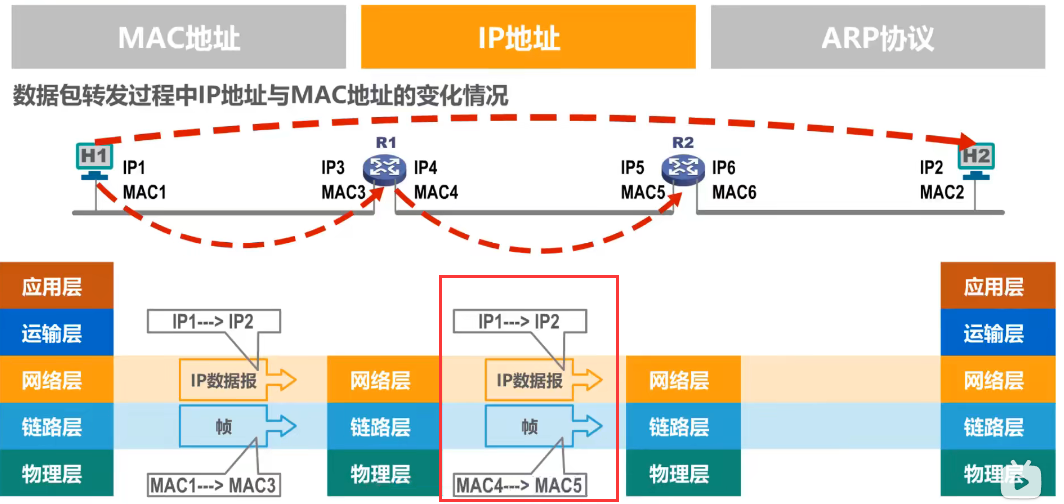 MAC地址 IP地址 ARP协议
数据包转发过程中IP地址与MAC地址的变化情况
R1 R2
H1 H2
IP1 IP3 IP4 IP5 IP6 IP2
MAC1 MAC3 MAC4 MAC5 MAC6 MAC2
应用层 应用层
IP1---> IP2 IP1---> IP2
运输层 运输层
网络层 IP数据报 网络层 IP数据报 网络层 网络层
链路层 帧 链路层 帧 链路层 链路层
物理层 物理层 物理层 物理层
MAC1---> MAC3 MAC4---> MAC5